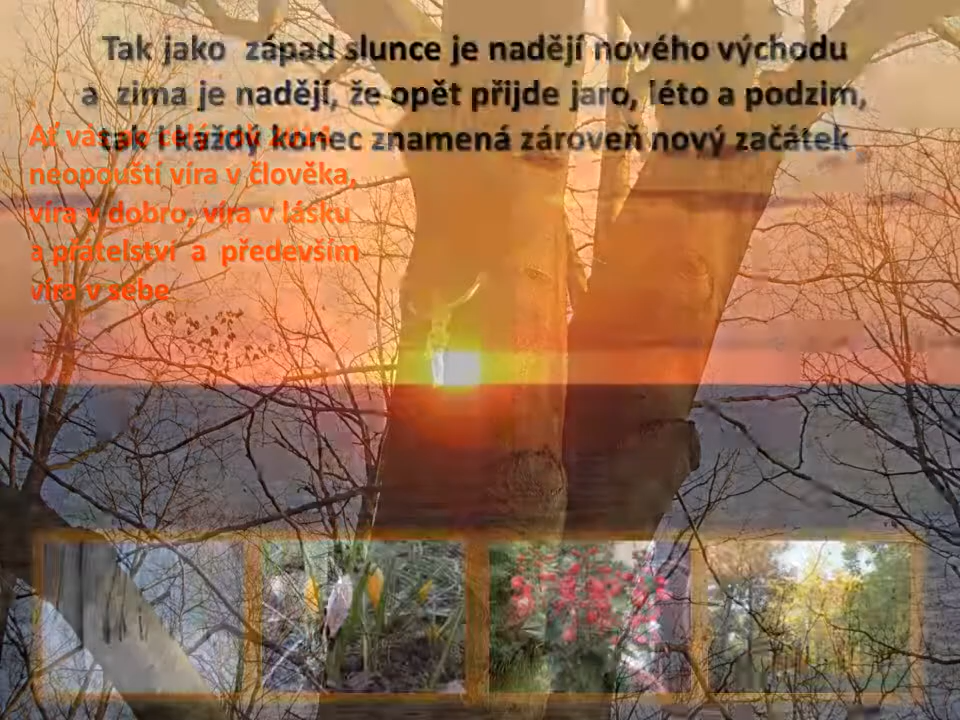 Tak jako západ slunce je nadějí nového východu
a zima je nadějí, že opět přijde jaro, léto a podzim,
tak i každý konec znamená zároveň nový začátek
Ať vás
neopouští víra v člověka,
víra v dobro, víra v lásku
a přátelství a především
víra v sebe